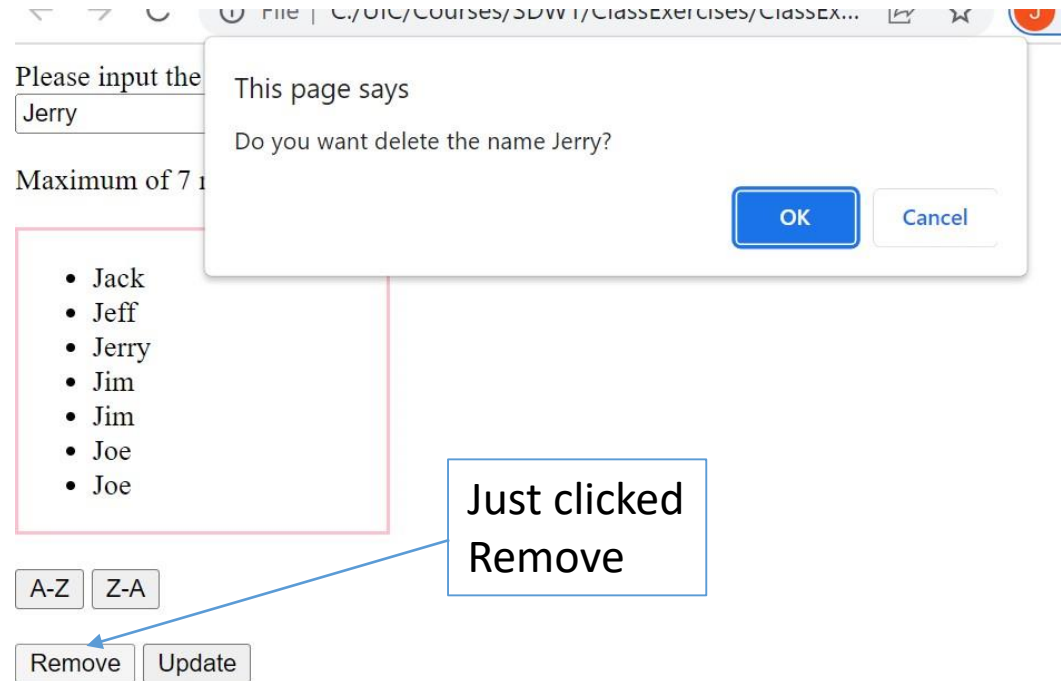 File | C:/UIC/Courses/SDW1/ClassExercises/ClassEx...
Please input the
Jerry
This page says
Do you want delete the name Jerry?
OK
Cancel
Maximum of 7
Jack
Jeff
Jerry
Jim
Jim
Joe
Joe
Just clicked
Remove
A-Z
Z-A
Remove
Update